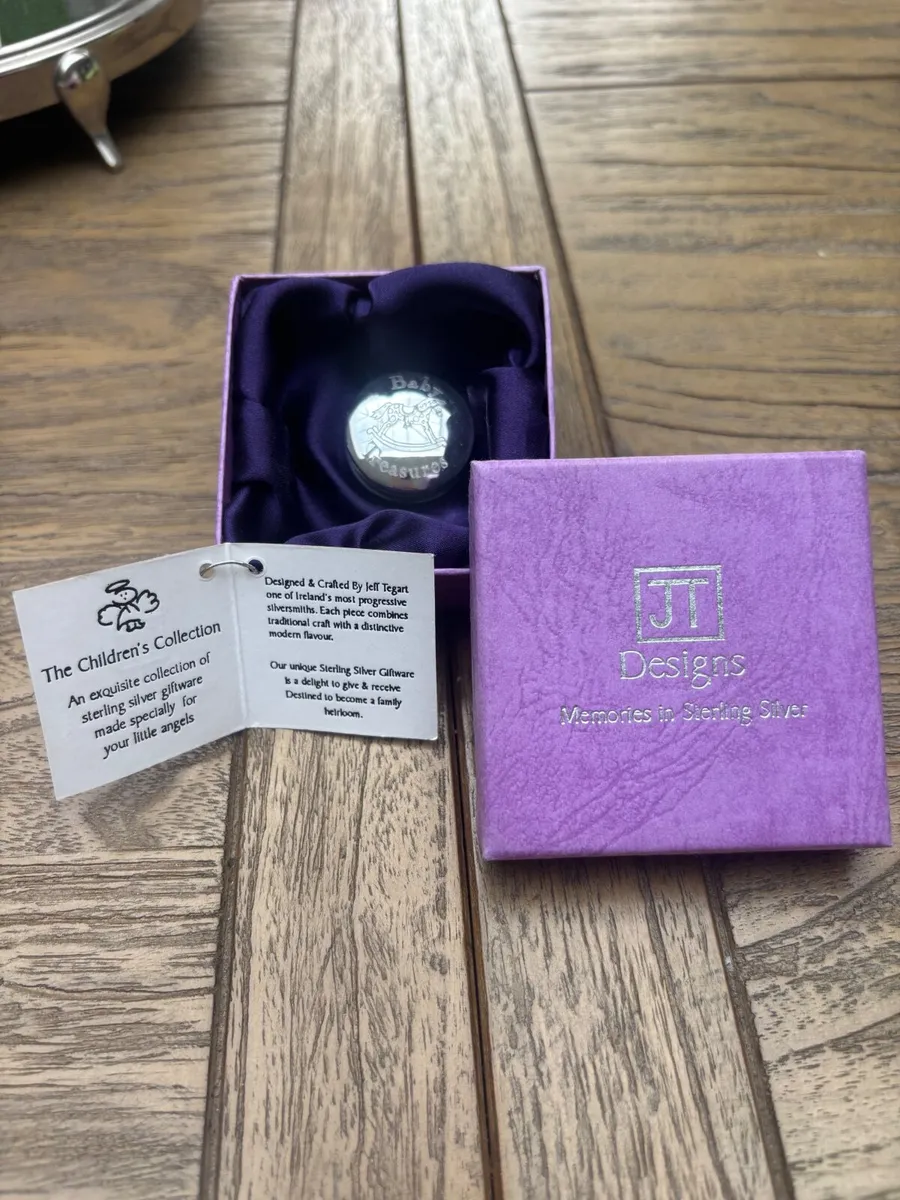 Baby
Treasures
The Children's Collection
An exquisite collection of
sterling silver giftware
made specially for
your little angels
Designed & Crafted By Jeff Tegart
one of Ireland's most progressive
silversmiths. Each piece combines
traditional craft with a distinctive
modern flavour.
Our unique Sterling Silver Giftware
is a delight to give & receive
Destined to become a family
heirloom.
JT
Designs
Memories in Sterling Silver